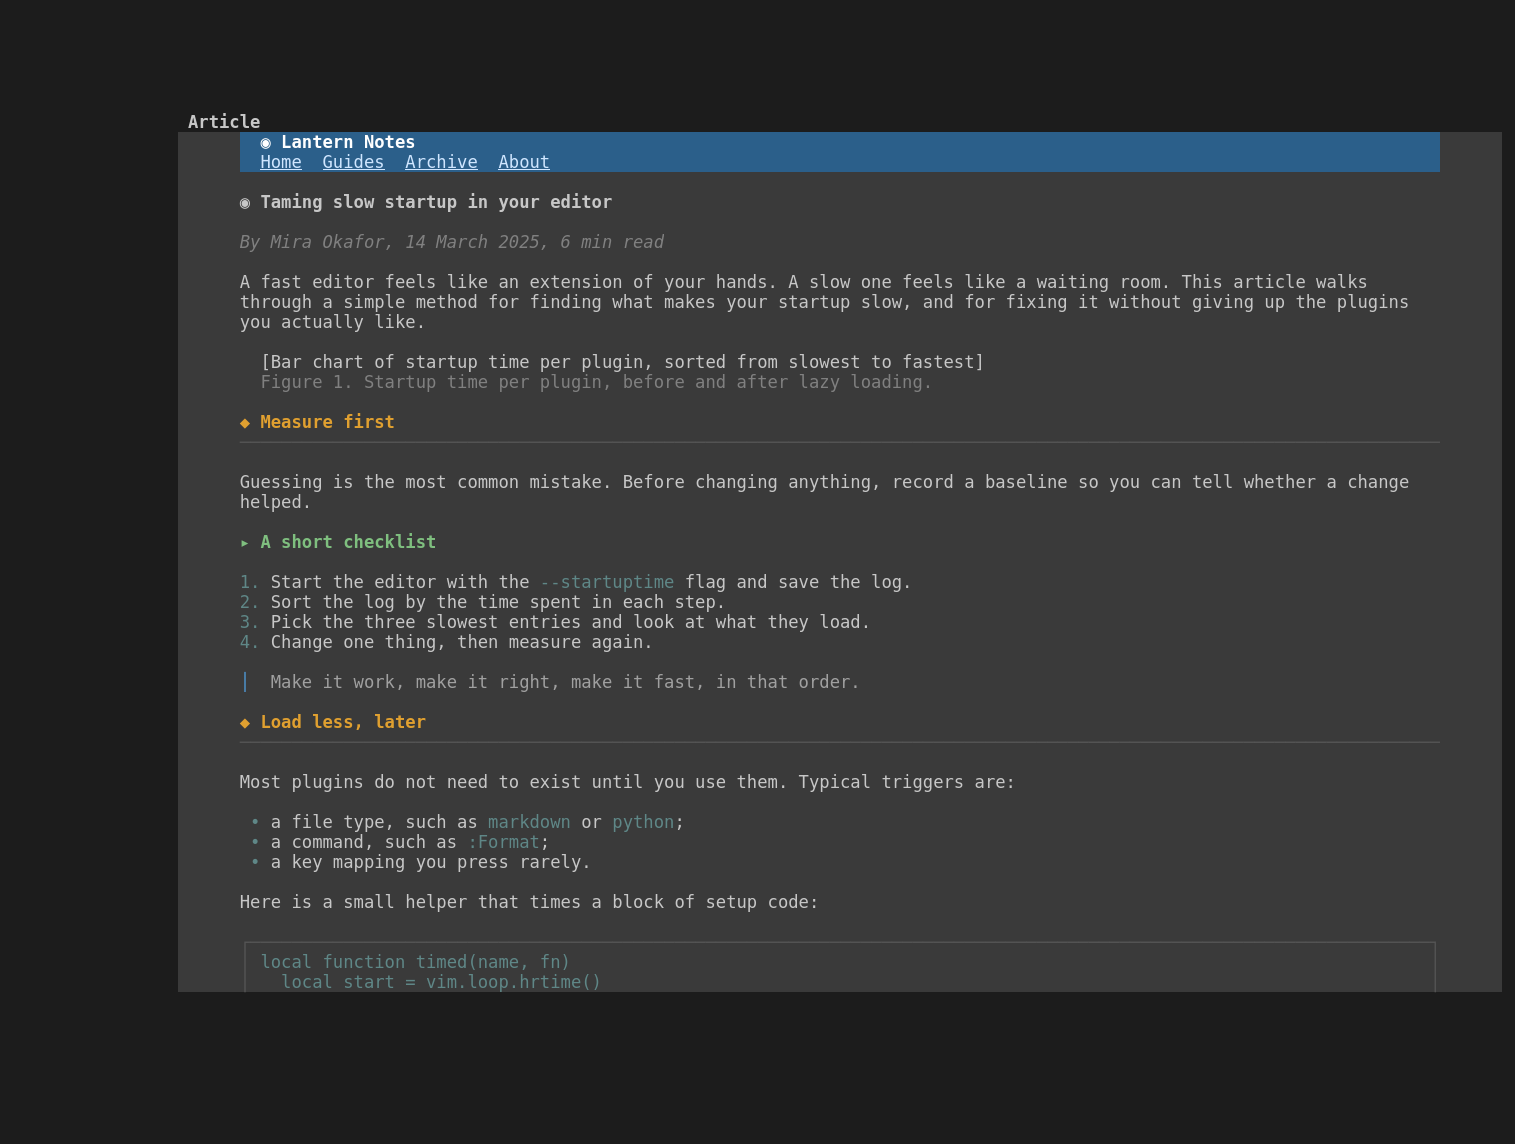 Article
◉ Lantern Notes
Home  Guides  Archive  About
◉ Taming slow startup in your editor
By Mira Okafor, 14 March 2025, 6 min read
A fast editor feels like an extension of your hands. A slow one feels like a waiting room. This article walks
through a simple method for finding what makes your startup slow, and for fixing it without giving up the plugins
you actually like.
[Bar chart of startup time per plugin, sorted from slowest to fastest]
Figure 1. Startup time per plugin, before and after lazy loading.
◆ Measure first
Guessing is the most common mistake. Before changing anything, record a baseline so you can tell whether a change
helped.
▸ A short checklist
1. Start the editor with the --startuptime flag and save the log.
2. Sort the log by the time spent in each step.
3. Pick the three slowest entries and look at what they load.
4. Change one thing, then measure again.
Make it work, make it right, make it fast, in that order.
◆ Load less, later
Most plugins do not need to exist until you use them. Typical triggers are:
• a file type, such as markdown or python;
• a command, such as :Format;
• a key mapping you press rarely.
Here is a small helper that times a block of setup code:
local function timed(name, fn)
  local start = vim.loop.hrtime()